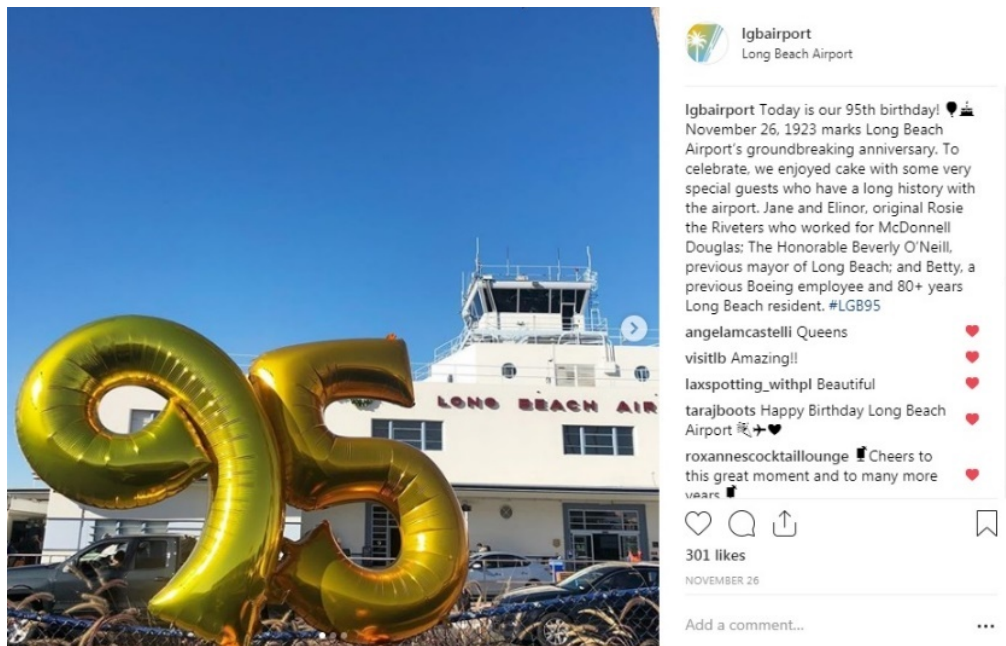 lgbairport
Long Beach Airport
lgbairport Today is our 95th birthday! 🎈🎂
November 26, 1923 marks Long Beach
Airport's groundbreaking anniversary. To
celebrate, we enjoyed cake with some very
special guests who have a long history with
the airport. Jane and Elinor, original Rosie
the Riveters who worked for McDonnell
Douglas; The Honorable Beverly O'Neill,
previous mayor of Long Beach; and Betty, a
previous Boeing employee and 80+ years
Long Beach resident. #LGB95
angelamcastelli Queens
visitlb Amazing!!
laxspotting_withpl Beautiful
tarajboots Happy Birthday Long Beach
Airport
roxannescocktaillounge Cheers to
this great moment and to many more
years
301 likes
NOVEMBER 26
Add a comment...
LONG BEACH AIR
95